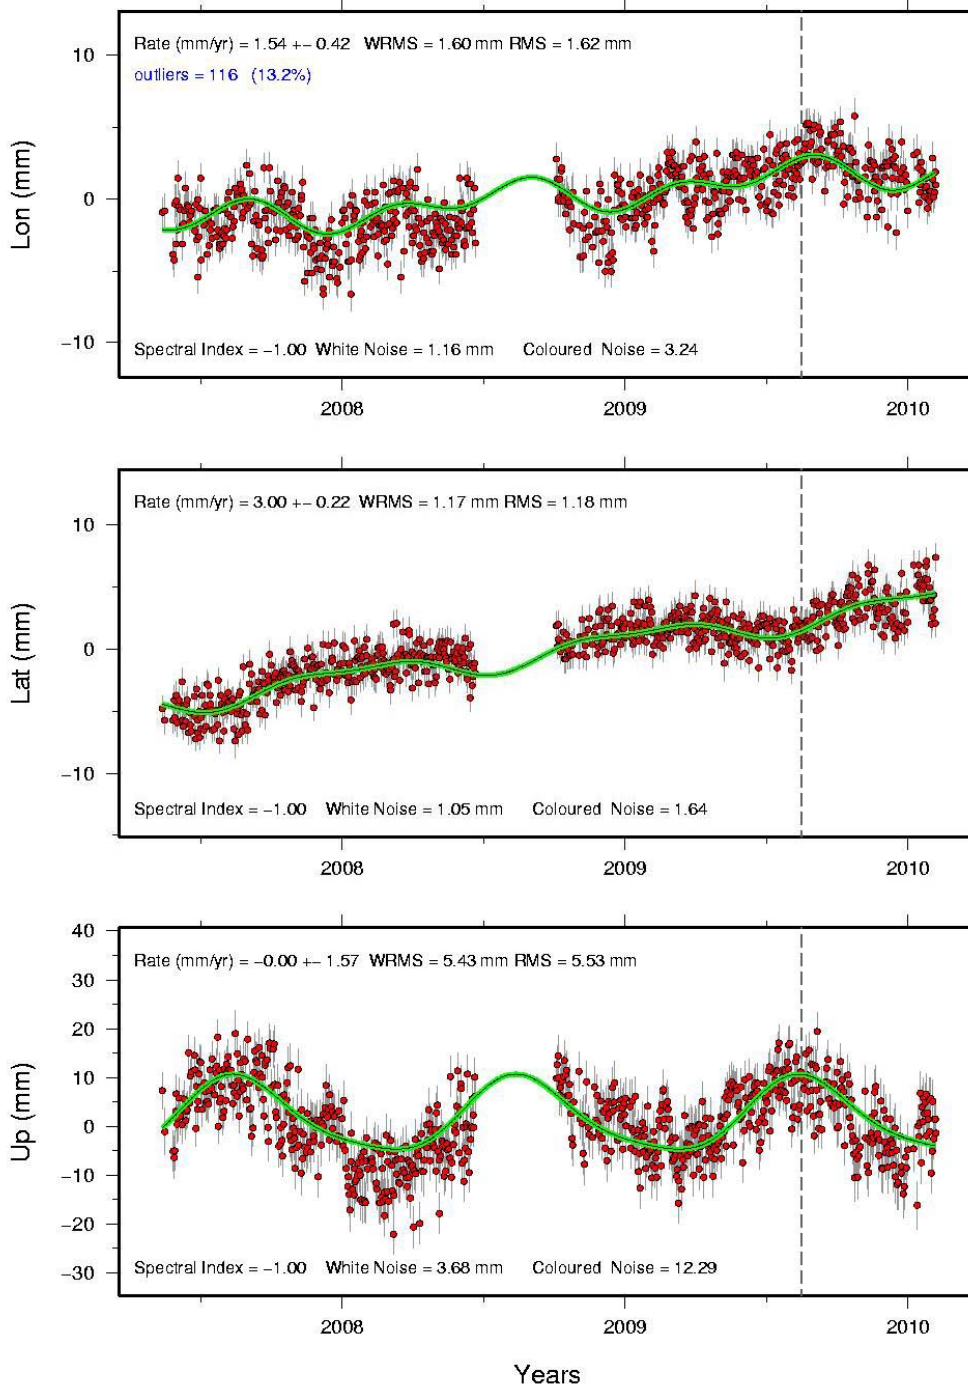 Rate (mm/yr) = 1.54 +− 0.42 WRMS = 1.60 mm RMS = 1.62 mm
outliers = 116 (13.2%)
10
0
−10
Lon (mm)
Spectral Index = −1.00 White Noise = 1.16 mm Coloured Noise = 3.24
2008 2009 2010
Rate (mm/yr) = 3.00 +− 0.22 WRMS = 1.17 mm RMS = 1.18 mm
10
0
−10
Lat (mm)
Spectral Index = −1.00 White Noise = 1.05 mm Coloured Noise = 1.64
2008 2009 2010
40
Rate (mm/yr) = −0.00 +− 1.57 WRMS = 5.43 mm RMS = 5.53 mm
30
20
10
0
−10
−20
−30
Up (mm)
Spectral Index = −1.00 White Noise = 3.68 mm Coloured Noise = 12.29
2008 2009 2010
Years